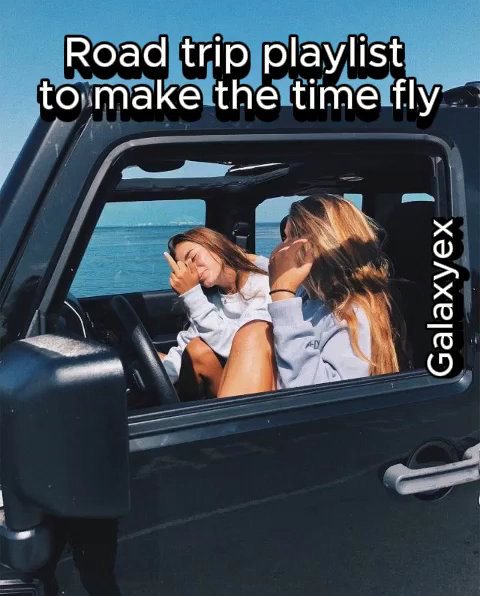 Road trip playlist
to make the time fly
Galaxyex